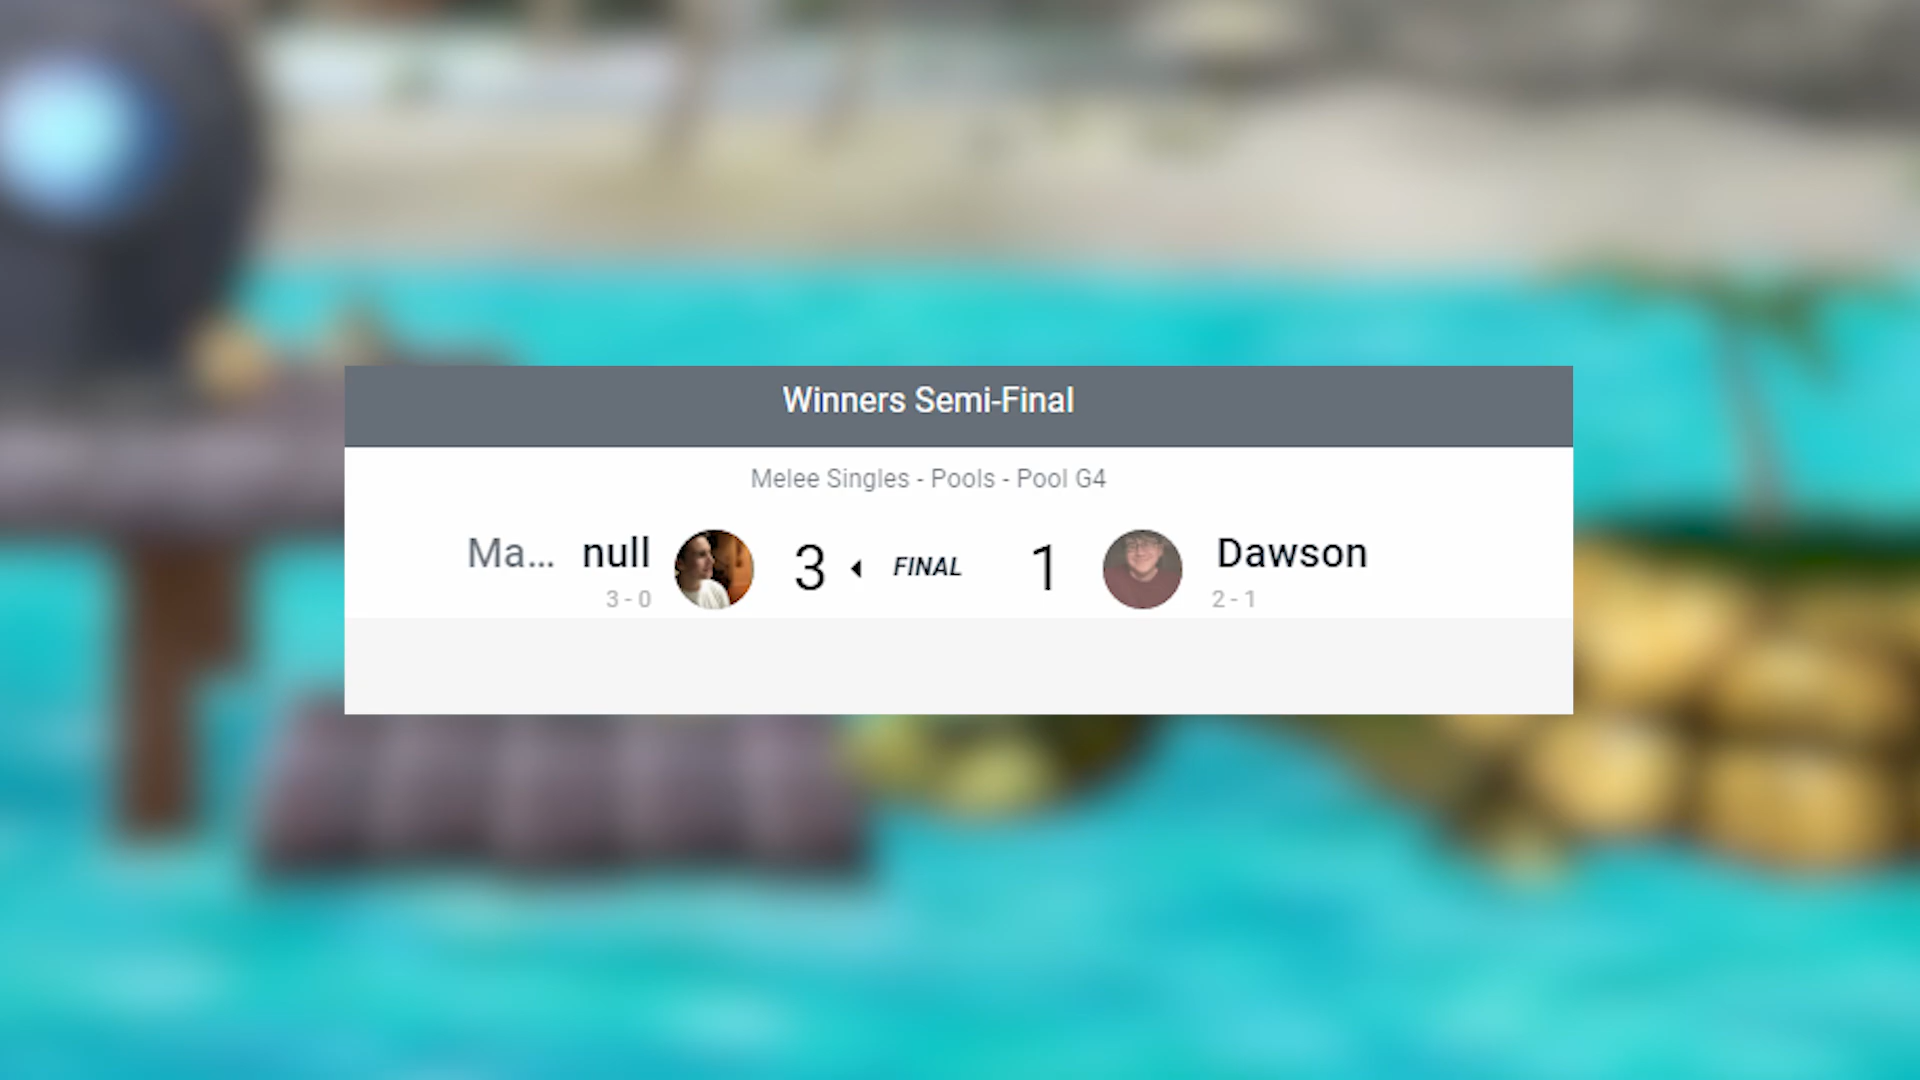 Winners Semi-Final
Melee Singles - Pools - Pool G4
Ma... null 3 FINAL 1 Dawson
3 - 0 2 - 1